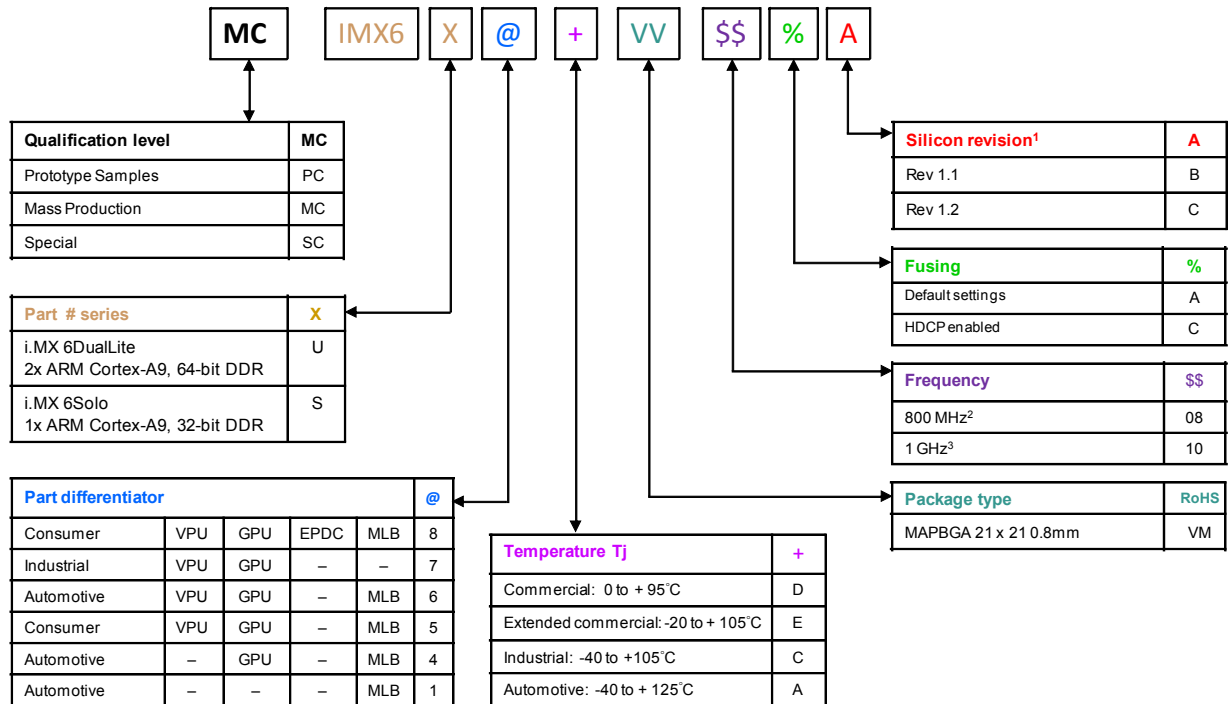 MC IMX6 X @ + VV $$ % A
Qualification level MC
Prototype Samples PC
Mass Production MC
Special SC
Part # series X
i.MX 6DualLite U
2x ARM Cortex-A9, 64-bit DDR
i.MX 6Solo S
1x ARM Cortex-A9, 32-bit DDR
Part differentiator @
Consumer VPU GPU EPDC MLB 8
Industrial VPU GPU – – 7
Automotive VPU GPU – MLB 6
Consumer VPU GPU – MLB 5
Automotive – GPU – MLB 4
Automotive – – – MLB 1
Temperature Tj +
Commercial: 0 to + 95°C D
Extended commercial: -20 to + 105°C E
Industrial: -40 to +105°C C
Automotive: -40 to + 125°C A
Silicon revision¹ A
Rev 1.1 B
Rev 1.2 C
Fusing %
Default settings A
HDCP enabled C
Frequency $$
800 MHz² 08
1 GHz³ 10
Package type RoHS
MAPBGA 21 x 21 0.8mm VM